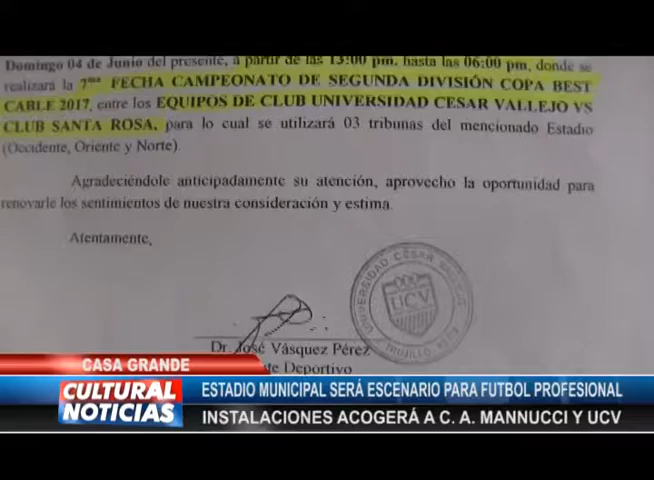 Domingo 04 de Junio del presente, a partir de las 13:00 pm. hasta las 06:00 pm, donde se
realizará la 7ma FECHA CAMPEONATO DE SEGUNDA DIVISIÓN COPA BEST
CABLE 2017, entre los EQUIPOS DE CLUB UNIVERSIDAD CESAR VALLEJO VS
CLUB SANTA ROSA, para lo cual se utilizará 03 tribunas del mencionado Estadio
(Occidente, Oriente y Norte).
Agradeciéndole anticipadamente su atención, aprovecho la oportunidad para
renovarle los sentimientos de nuestra consideración y estima.
Atentamente,
UNIVERSIDAD CÉSAR VALLEJO
UCV
TRUJILLO
Dr. José Vásquez Pérez
te Deportivo
CASA GRANDE
CULTURAL
NOTICIAS
ESTADIO MUNICIPAL SERÁ ESCENARIO PARA FUTBOL PROFESIONAL
INSTALACIONES ACOGERÁ A C. A. MANNUCCI Y UCV